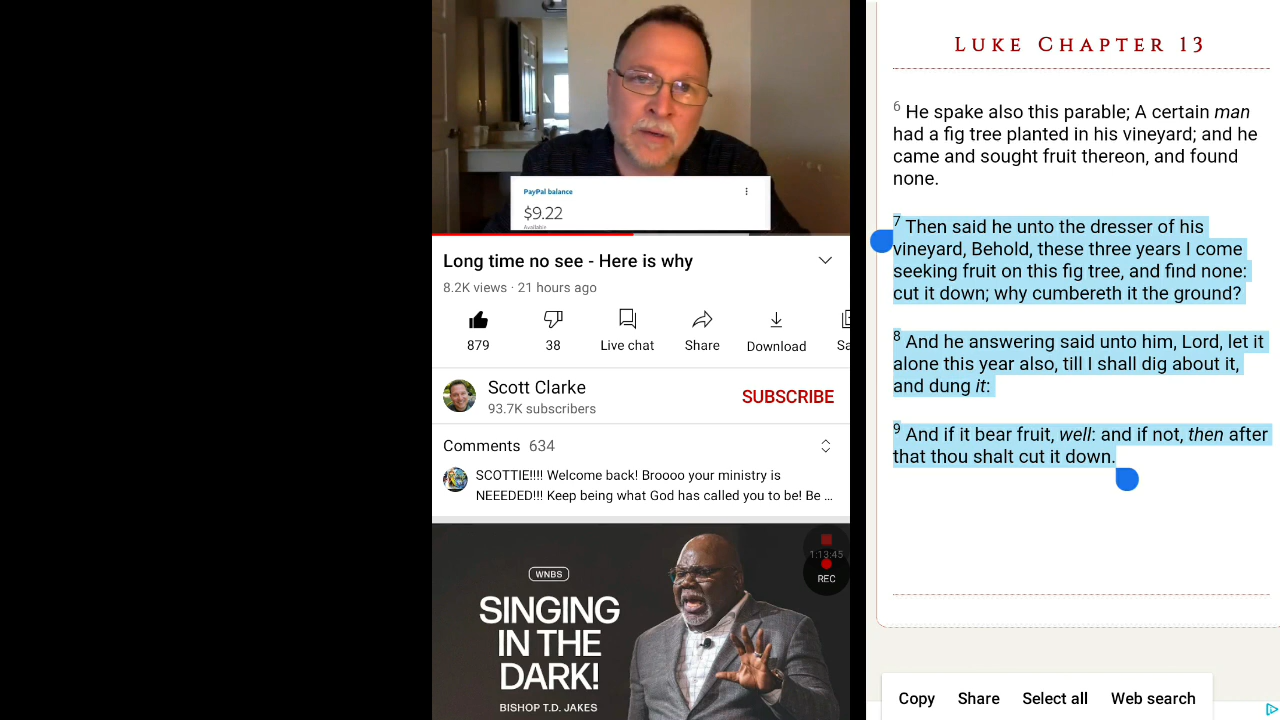 PayPal balance
$9.22
Available
Long time no see - Here is why
8.2K views · 21 hours ago
879
38
Live chat
Share
Download
Sa
Scott Clarke
93.7K subscribers
SUBSCRIBE
Comments 634
SCOTTIE!!!! Welcome back! Broooo your ministry is
NEEEDED!!! Keep being what God has called you to be! Be ...
1:13:45
REC
WNBS
SINGING
IN THE
DARK!
BISHOP T.D. JAKES
LUKE CHAPTER 13
6 He spake also this parable; A certain man
had a fig tree planted in his vineyard; and he
came and sought fruit thereon, and found
none.
7 Then said he unto the dresser of his
vineyard, Behold, these three years I come
seeking fruit on this fig tree, and find none:
cut it down; why cumbereth it the ground?
8 And he answering said unto him, Lord, let it
alone this year also, till I shall dig about it,
and dung it:
9 And if it bear fruit, well: and if not, then after
that thou shalt cut it down.
Copy
Share
Select all
Web search